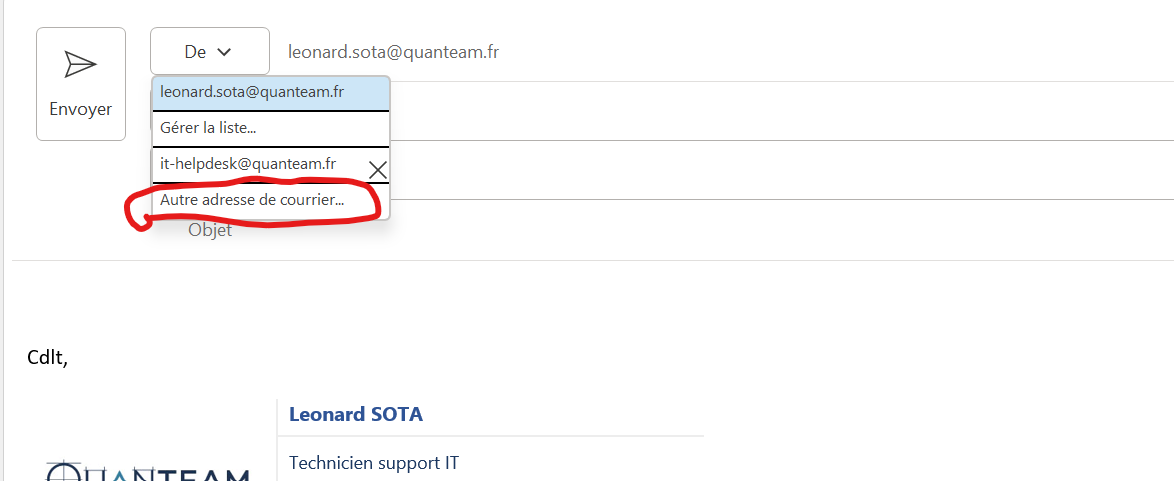 De
leonard.sota@quanteam.fr
Envoyer
leonard.sota@quanteam.fr
Gérer la liste...
it-helpdesk@quanteam.fr
Autre adresse de courrier...
Objet
Cdlt,
Leonard SOTA
Technicien support IT
QUANTEAM